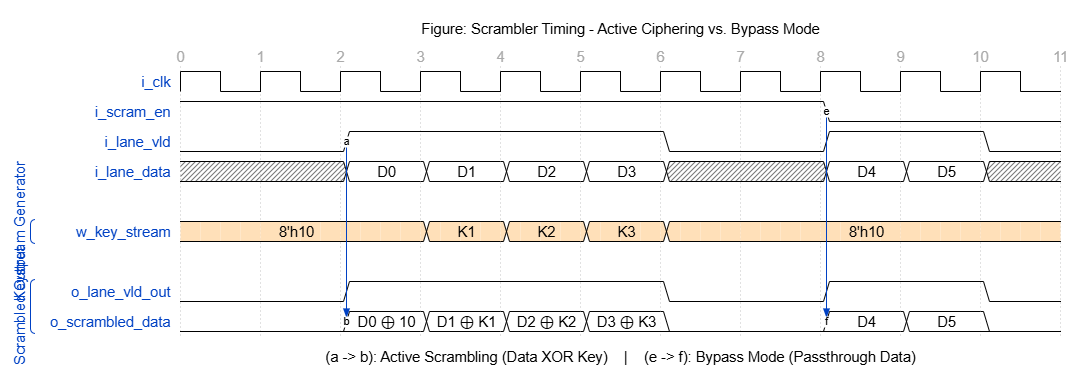 Figure: Scrambler Timing - Active Ciphering vs. Bypass Mode
0 1 2 3 4 5 6 7 8 9 10 11
i_clk
i_scram_en e
i_lane_vld a
i_lane_data D0 D1 D2 D3 D4 D5
Keystream Generator
w_key_stream 8'h10 K1 K2 K3 8'h10
Scrambled
o_lane_vld_out
o_scrambled_data b D0 ⊕ 10 D1 ⊕ K1 D2 ⊕ K2 D3 ⊕ K3 f D4 D5
(a -> b): Active Scrambling (Data XOR Key) | (e -> f): Bypass Mode (Passthrough Data)